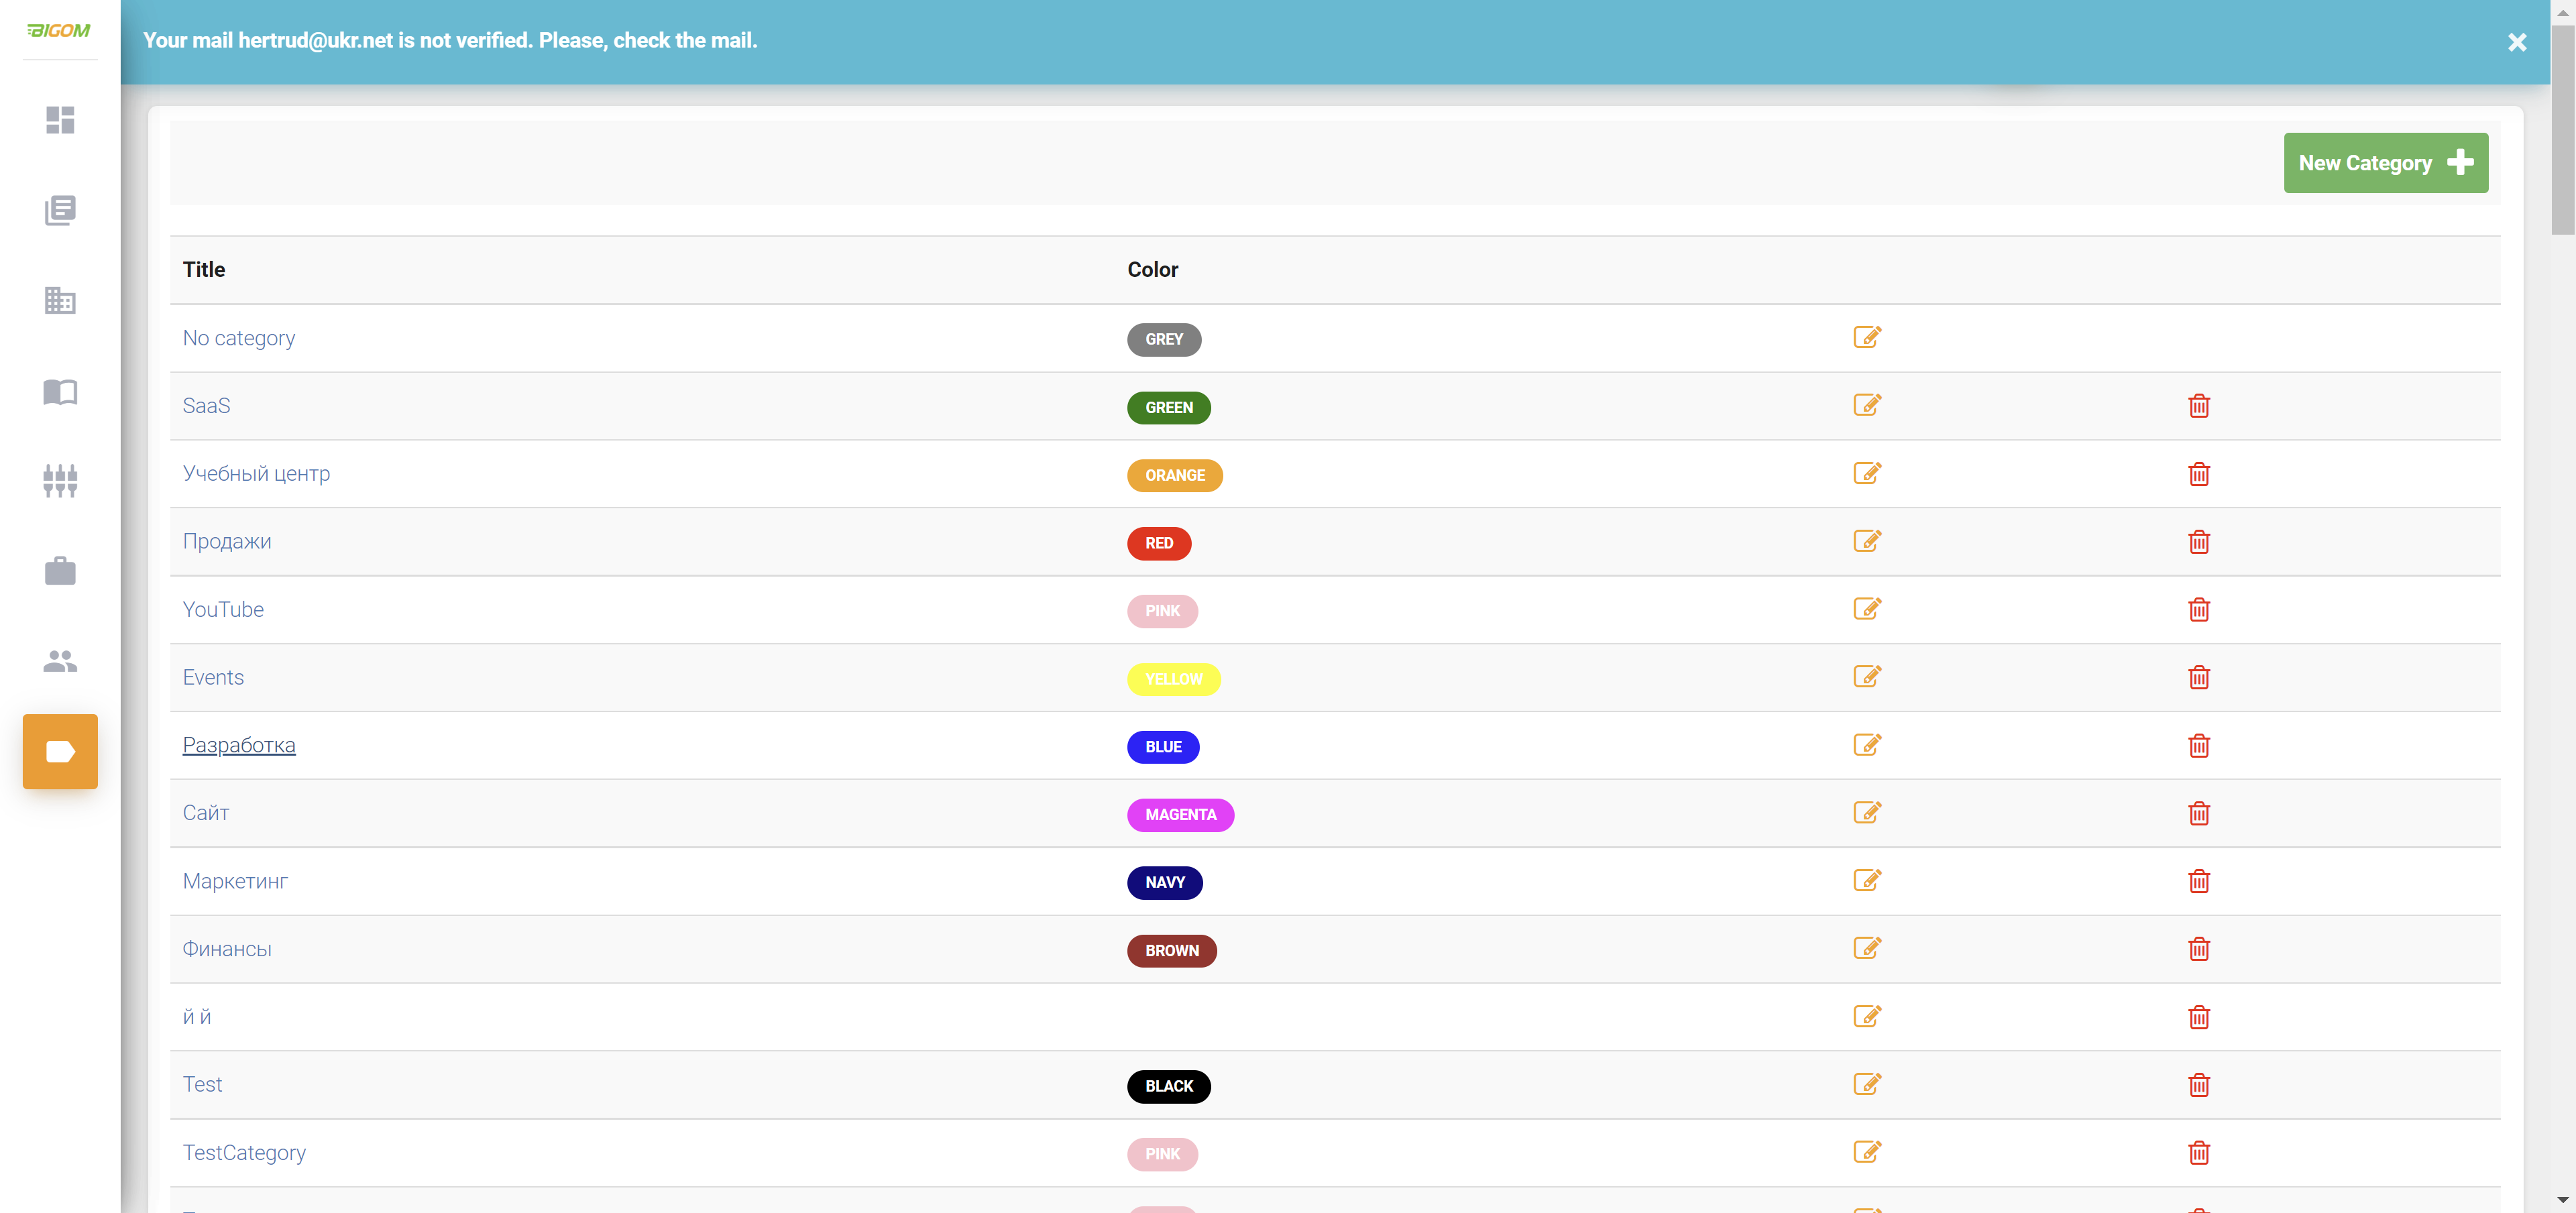 BIGOM
Your mail hertrud@ukr.net is not verified. Please, check the mail.
New Category
Title Color
No category GREY
SaaS GREEN
Учебный центр ORANGE
Продажи RED
YouTube PINK
Events YELLOW
Разработка BLUE
Сайт MAGENTA
Маркетинг NAVY
Финансы BROWN
й й
Test BLACK
TestCategory PINK